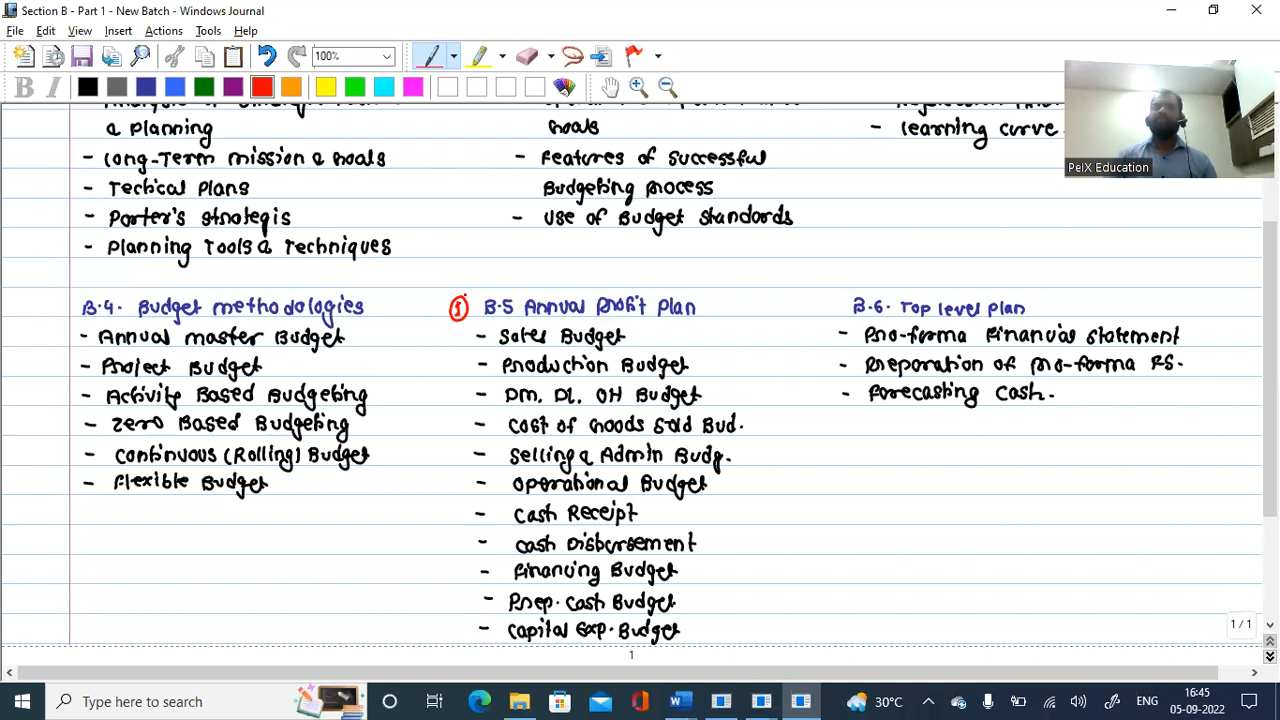 Section B - Part 1 - New Batch - Windows Journal
File Edit View Insert Actions Tools Help
100%
B I
PelX Education
a planning
- Long-Term mission a Goals
- Tectical Plans
- Porter's strategis
- Planning Tools a Techniques
Goals
- Features of Successful
Budgeting process
- Use of Budget standards
- learning curve
B.4. Budget methodologies
- Annual master Budget
- Project Budget
- Activity Based Budgeting
- Zero Based Budgeting
- Continuous (Rolling) Budget
- Flexible Budget
① B.5 Annual Profit Plan
- Sales Budget
- Production Budget
- DM, DL, OH Budget
- Cost of Goods Sold Bud.
- Selling a Admin Budg.
- Operational Budget
- Cash Receipt
- Cash Disbursement
- Financing Budget
- Prep. Cash Budget
- Capital Exp. Budget
B.6. Top level plan
- Pro-forma Financial Statement
- Preparation of Pro-forma FS.
- Forecasting Cash.
1 / 1
1
Type here to search
30°C
ENG
16:45
05-09-2022